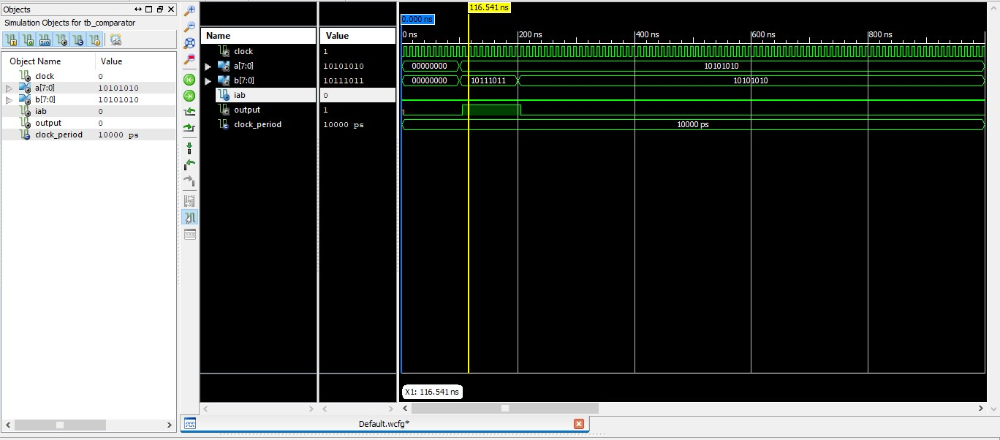 Objects
Simulation Objects for tb_comparator
Object Name Value
clock 0
a[7:0] 10101010
b[7:0] 10101010
iab 0
output 0
clock_period 10000 ps
Name Value
clock 1
a[7:0] 10101010
b[7:0] 10111011
iab 0
output 1
clock_period 10000 ps
116.541 ns
0.000 ns
0 ns 200 ns 400 ns 600 ns 800 ns
00000000 10101010
00000000 10111011 10101010
10000 ps
X1: 116.541 ns
Default.wcfg*